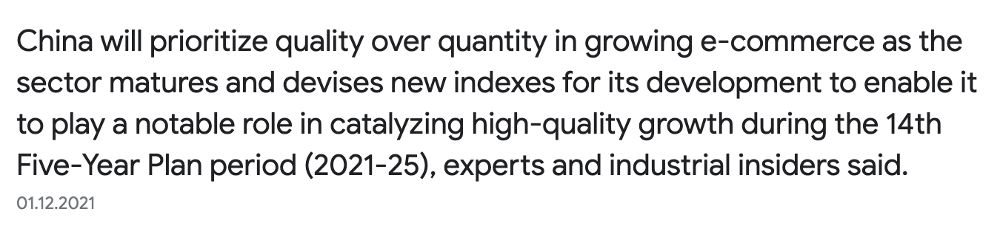 China will prioritize quality over quantity in growing e-commerce as the
sector matures and devises new indexes for its development to enable it
to play a notable role in catalyzing high-quality growth during the 14th
Five-Year Plan period (2021-25), experts and industrial insiders said.
01.12.2021